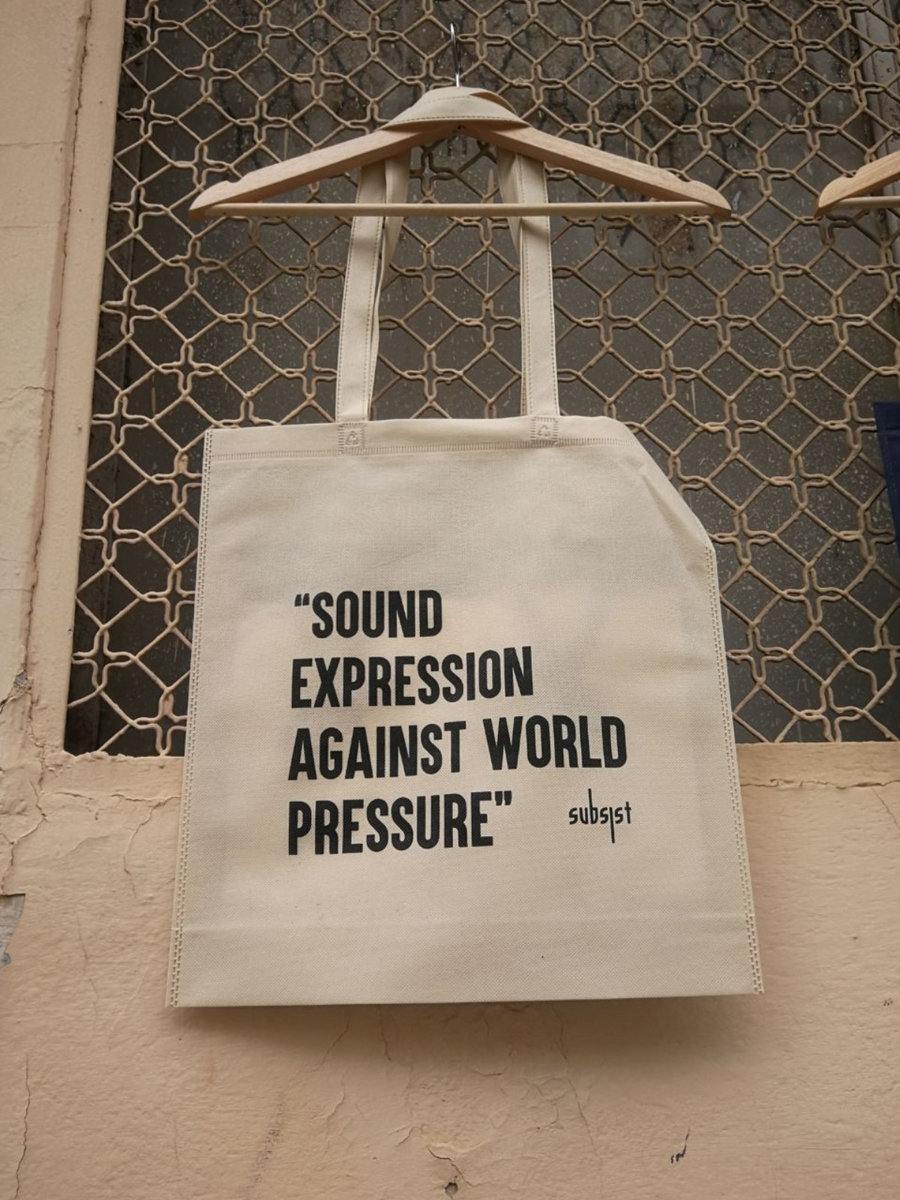 “SOUND
EXPRESSION
AGAINST WORLD
PRESSURE”
subsist